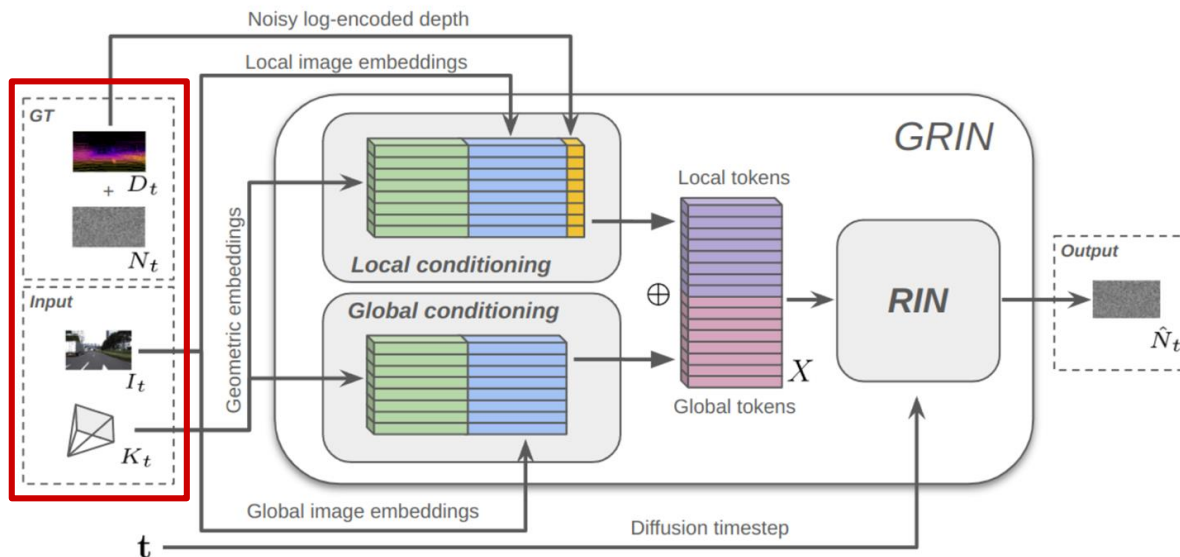 Noisy log-encoded depth
Local image embeddings
GT
+ D_t
N_t
Input
I_t
K_t
Geometric embeddings
GRIN
Local conditioning
Global conditioning
Local tokens
⊕
X
Global tokens
RIN
Output
N̂_t
Global image embeddings
Diffusion timestep
t